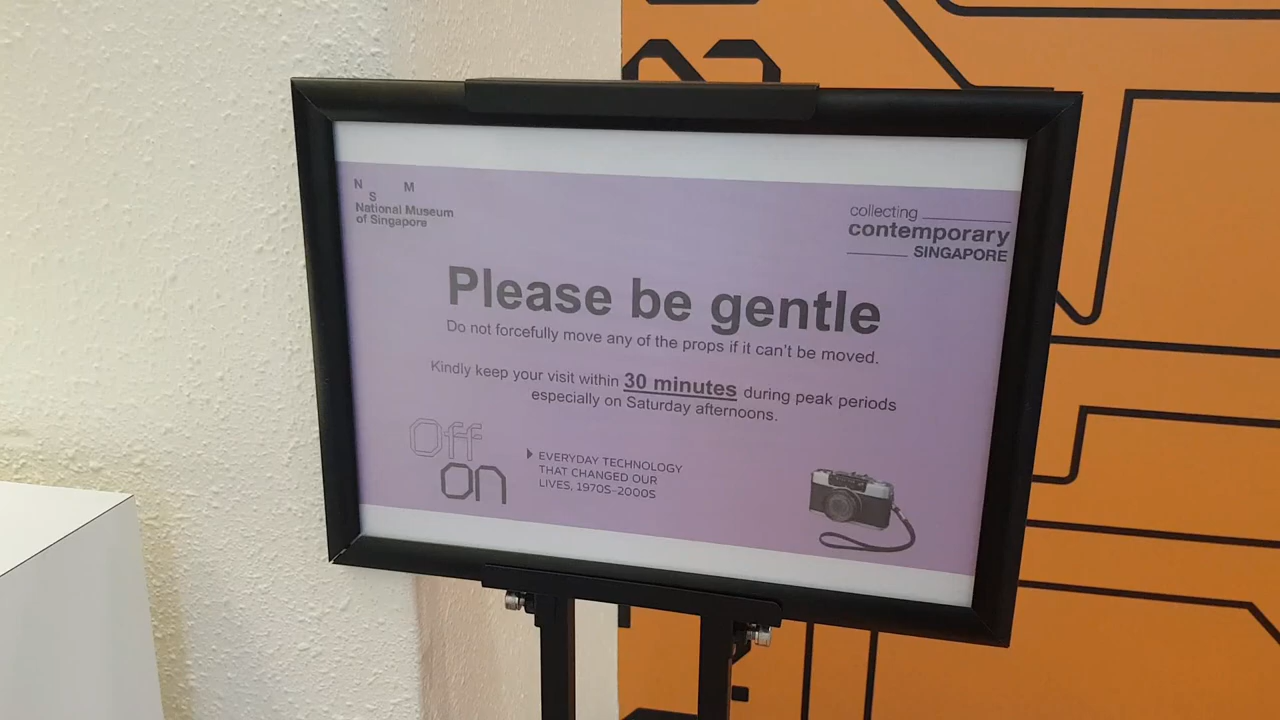 N M
S
National Museum
of Singapore
collecting
contemporary
SINGAPORE
Please be gentle
Do not forcefully move any of the props if it can't be moved.
Kindly keep your visit within 30 minutes during peak periods
especially on Saturday afternoons.
Off
on
EVERYDAY TECHNOLOGY
THAT CHANGED OUR
LIVES, 1970S–2000S